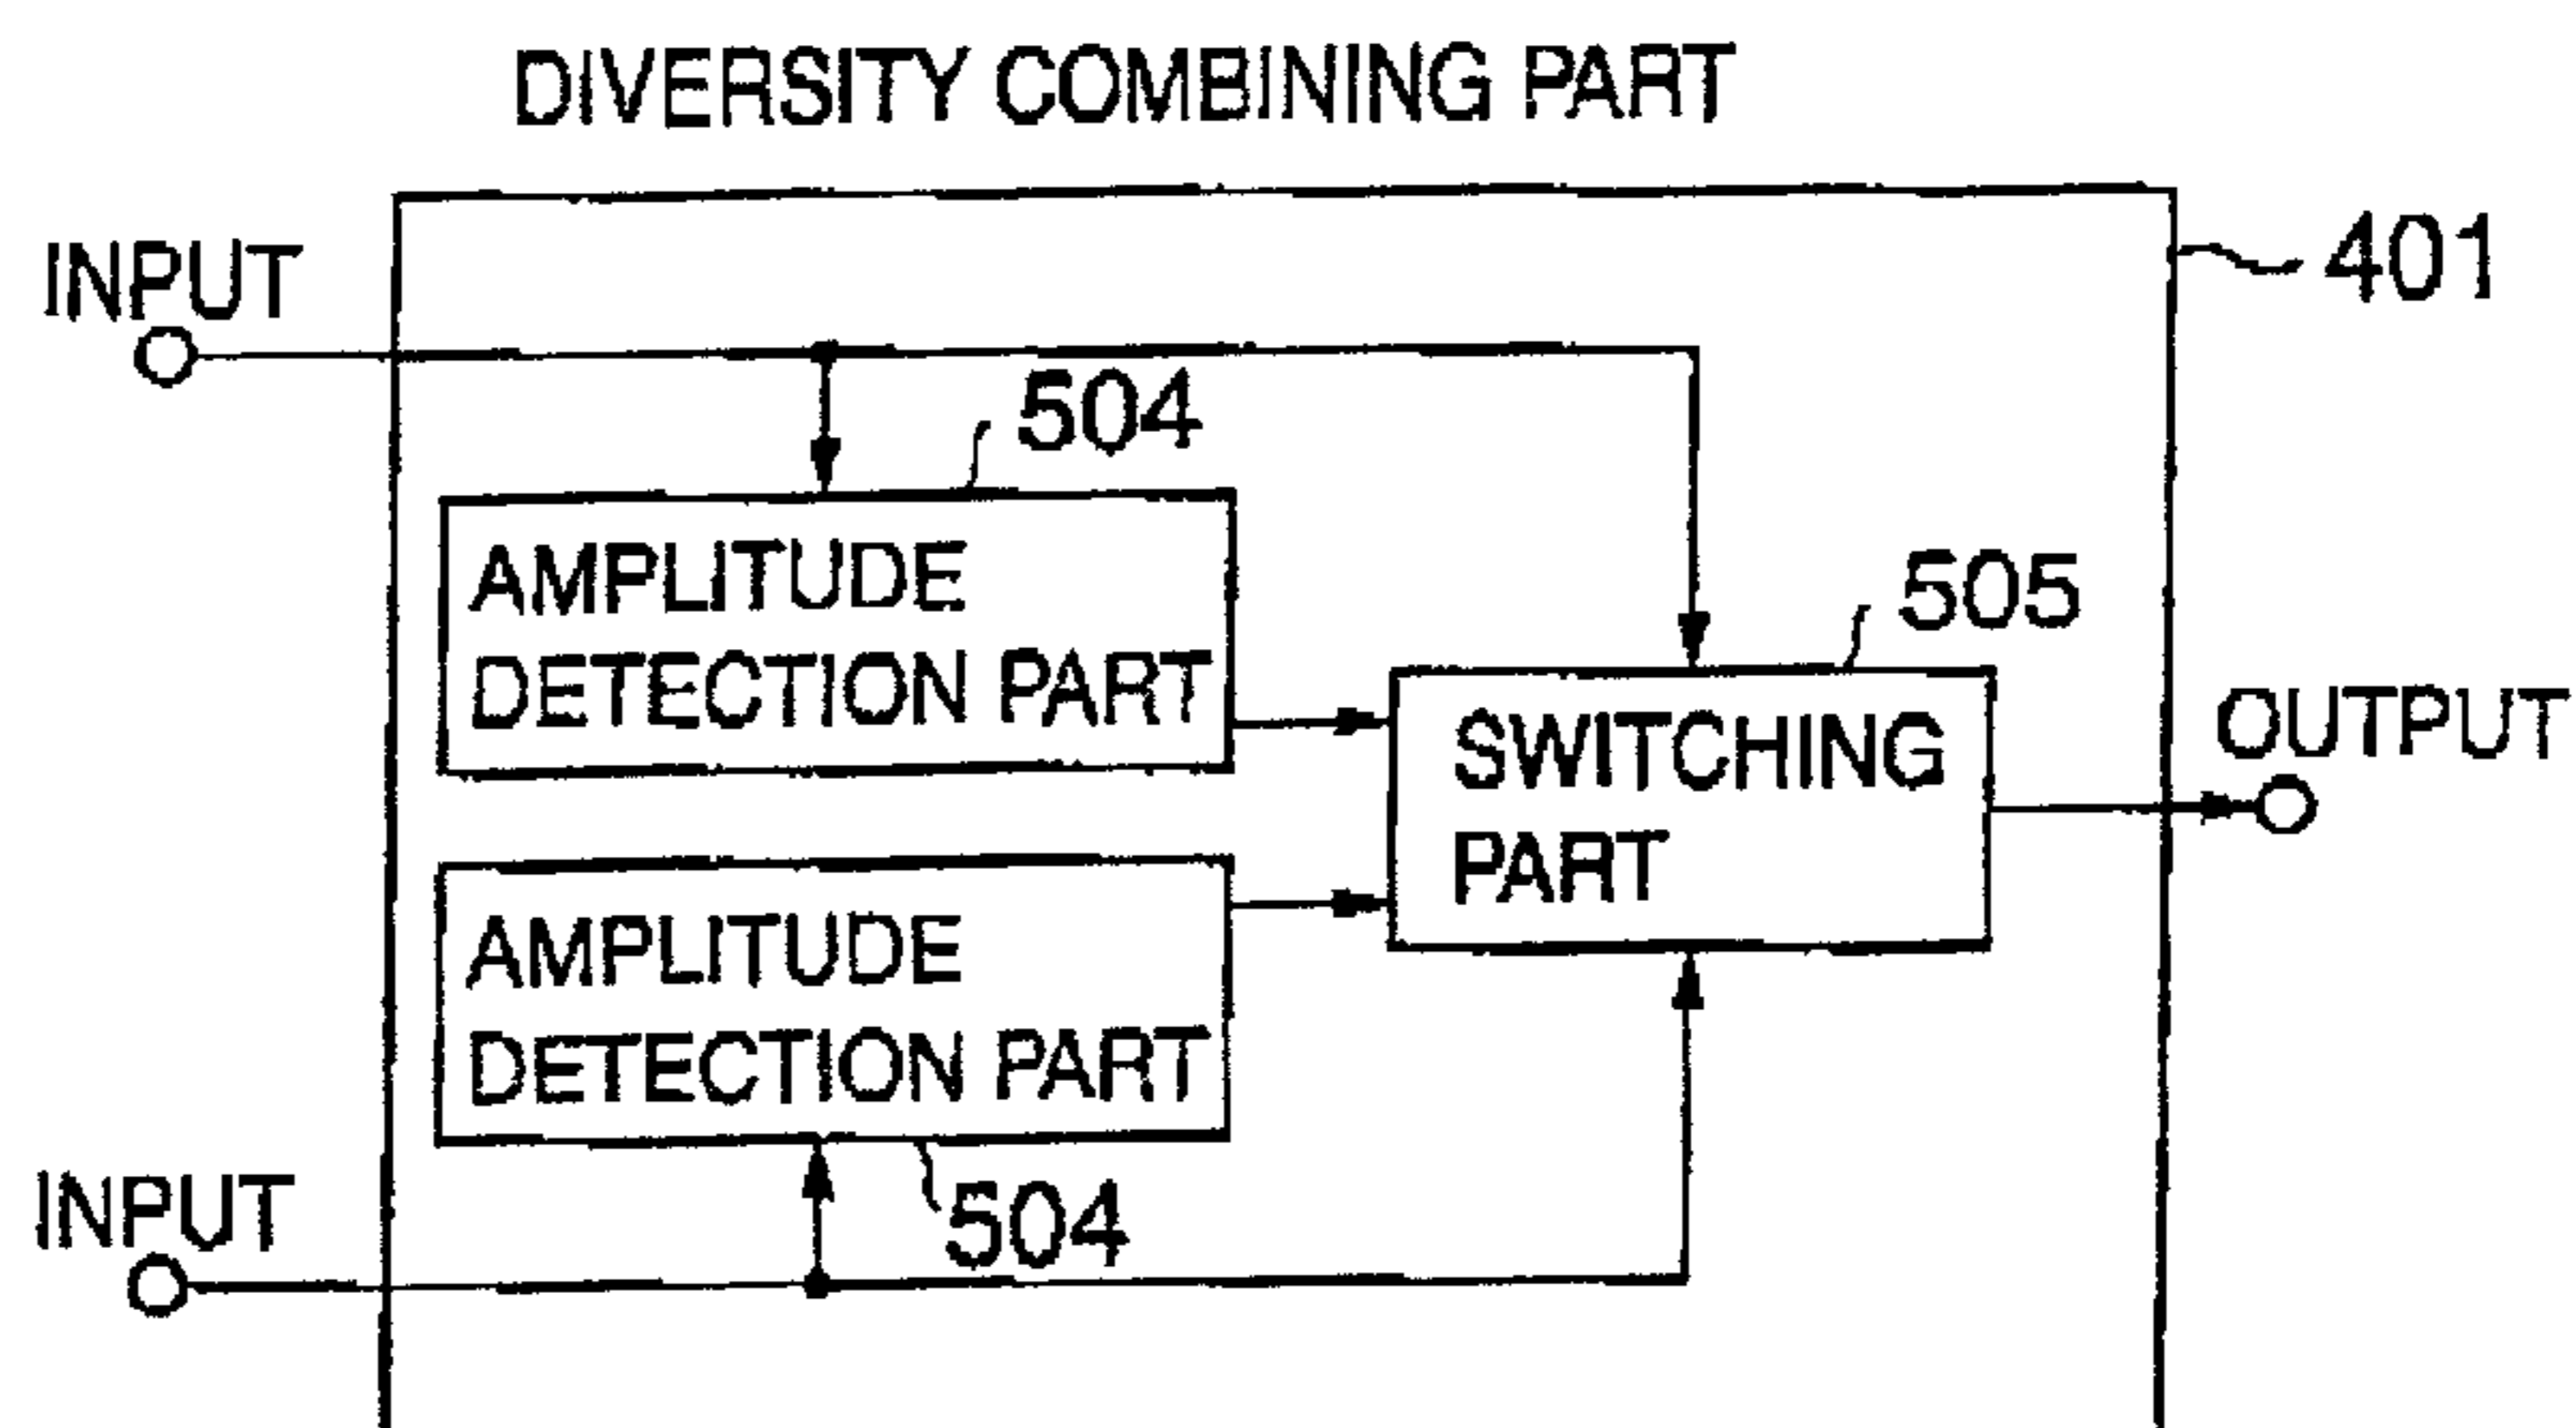 DIVERSITY COMBINING PART
INPUT
401
504
AMPLITUDE
DETECTION PART
505
SWITCHING
PART
OUTPUT
AMPLITUDE
DETECTION PART
INPUT
504